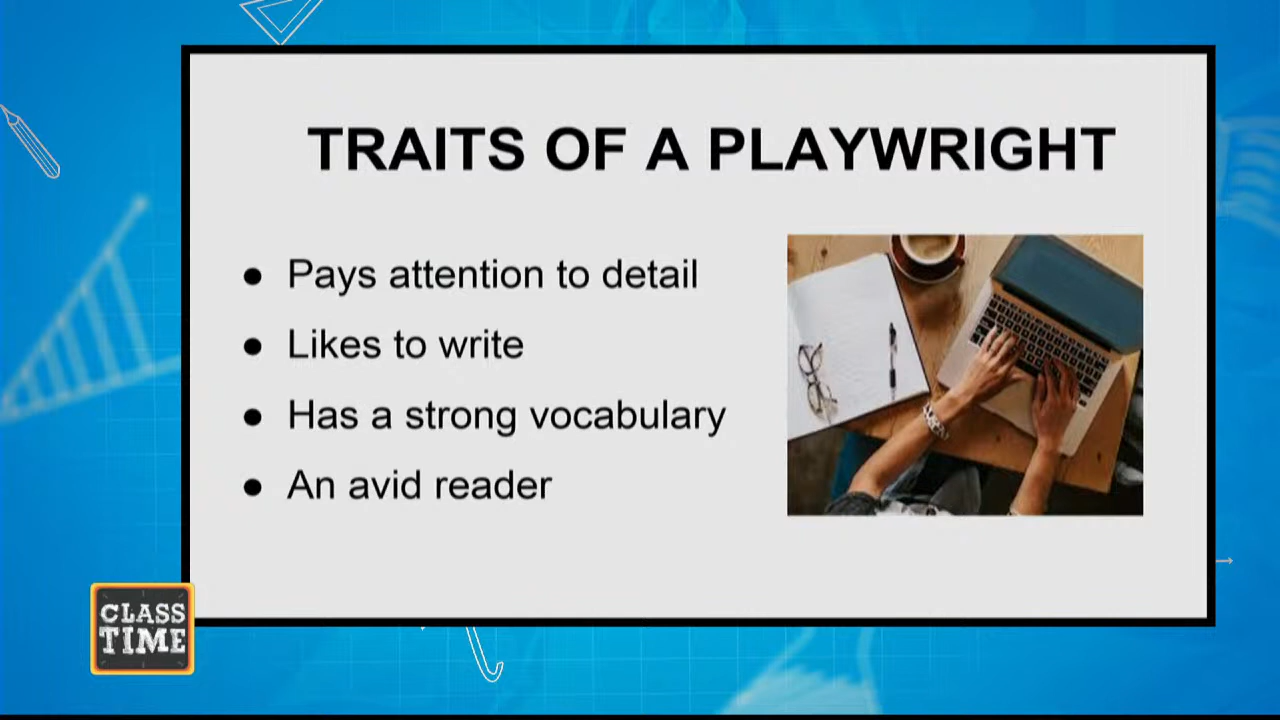 TRAITS OF A PLAYWRIGHT
● Pays attention to detail
● Likes to write
● Has a strong vocabulary
● An avid reader
CLASS
TIME